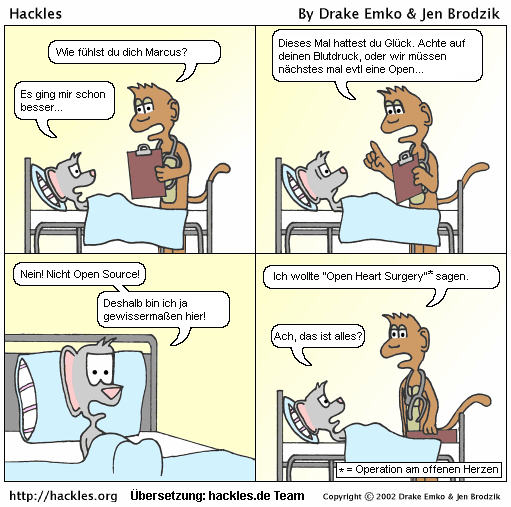 Hackles
By Drake Emko & Jen Brodzik
Wie fühlst du dich Marcus?
Es ging mir schon
besser...
Dieses Mal hattest du Glück. Achte auf
deinen Blutdruck, oder wir müssen
nächstes mal evtl eine Open...
Nein! Nicht Open Source!
Deshalb bin ich ja
gewissermaßen hier!
Ich wollte "Open Heart Surgery"* sagen.
Ach, das ist alles?
* = Operation am offenen Herzen
http://hackles.org
Übersetzung: hackles.de Team
Copyright © 2002 Drake Emko & Jen Brodzik